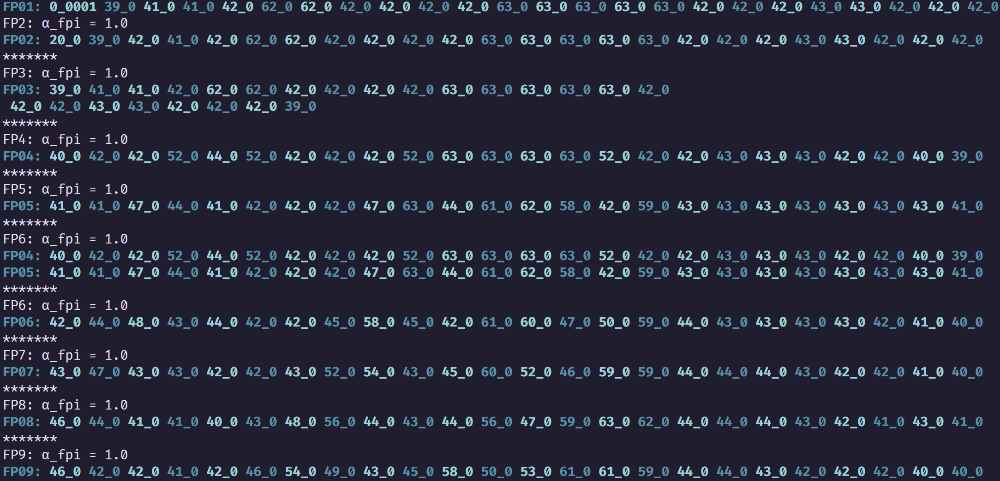 FP01: 0_0001 39_0 41_0 41_0 42_0 62_0 62_0 42_0 42_0 42_0 42_0 63_0 63_0 63_0 63_0 63_0 42_0 42_0 42_0 43_0 43_0 42_0 42_0 42_0
FP2: α_fpi = 1.0
FP02: 20_0 39_0 42_0 41_0 42_0 62_0 62_0 42_0 42_0 42_0 42_0 63_0 63_0 63_0 63_0 63_0 42_0 42_0 42_0 43_0 43_0 42_0 42_0 42_0
*******
FP3: α_fpi = 1.0
FP03: 39_0 41_0 41_0 42_0 62_0 62_0 42_0 42_0 42_0 42_0 63_0 63_0 63_0 63_0 63_0 42_0
42_0 42_0 43_0 43_0 42_0 42_0 42_0 39_0
*******
FP4: α_fpi = 1.0
FP04: 40_0 42_0 42_0 52_0 44_0 52_0 42_0 42_0 42_0 52_0 63_0 63_0 63_0 63_0 52_0 42_0 42_0 43_0 43_0 43_0 42_0 42_0 40_0 39_0
*******
FP5: α_fpi = 1.0
FP05: 41_0 41_0 47_0 44_0 41_0 42_0 42_0 42_0 47_0 63_0 44_0 61_0 62_0 58_0 42_0 59_0 43_0 43_0 43_0 43_0 43_0 43_0 43_0 41_0
*******
FP6: α_fpi = 1.0
FP04: 40_0 42_0 42_0 52_0 44_0 52_0 42_0 42_0 42_0 52_0 63_0 63_0 63_0 63_0 52_0 42_0 42_0 43_0 43_0 43_0 42_0 42_0 40_0 39_0
FP05: 41_0 41_0 47_0 44_0 41_0 42_0 42_0 42_0 47_0 63_0 44_0 61_0 62_0 58_0 42_0 59_0 43_0 43_0 43_0 43_0 43_0 43_0 43_0 41_0
*******
FP6: α_fpi = 1.0
FP06: 42_0 44_0 48_0 43_0 44_0 42_0 42_0 45_0 58_0 45_0 42_0 61_0 60_0 47_0 50_0 59_0 44_0 43_0 43_0 43_0 43_0 42_0 41_0 40_0
*******
FP7: α_fpi = 1.0
FP07: 43_0 47_0 43_0 43_0 42_0 42_0 43_0 52_0 54_0 43_0 45_0 60_0 52_0 46_0 59_0 59_0 44_0 44_0 44_0 43_0 42_0 42_0 41_0 40_0
*******
FP8: α_fpi = 1.0
FP08: 46_0 44_0 41_0 41_0 40_0 43_0 48_0 56_0 44_0 43_0 44_0 56_0 47_0 59_0 63_0 62_0 44_0 44_0 44_0 43_0 42_0 41_0 43_0 41_0
*******
FP9: α_fpi = 1.0
FP09: 46_0 42_0 42_0 41_0 42_0 46_0 54_0 49_0 43_0 45_0 58_0 50_0 53_0 61_0 61_0 59_0 44_0 44_0 43_0 42_0 42_0 42_0 40_0 40_0